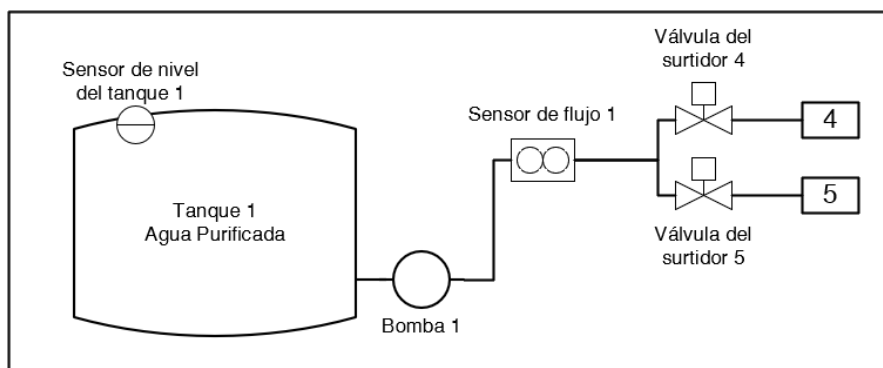 Sensor de nivel
del tanque 1
Tanque 1
Agua Purificada
Bomba 1
Sensor de flujo 1
Válvula del
surtidor 4
4
5
Válvula del
surtidor 5